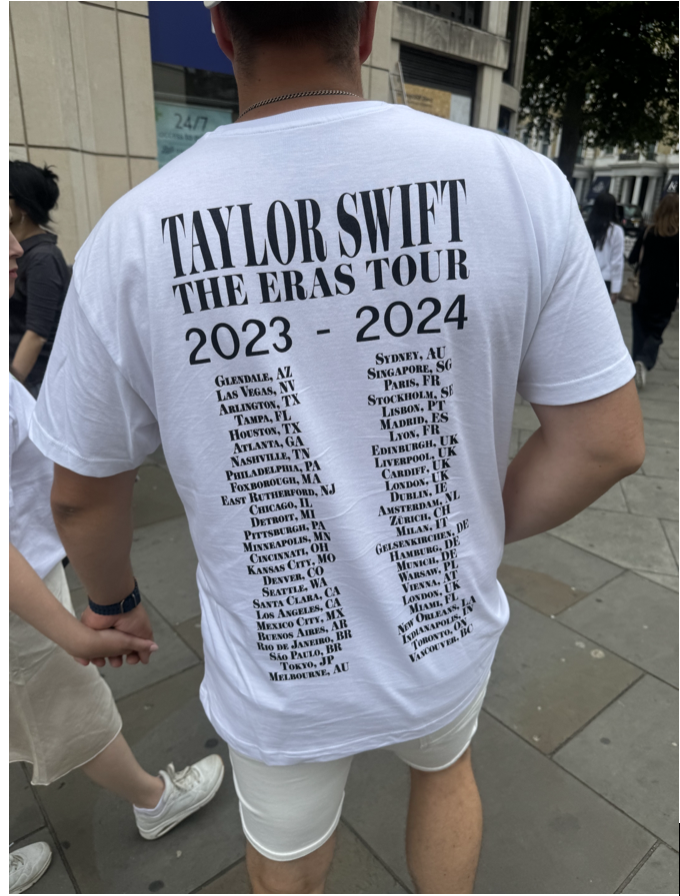 24/7
TAYLOR SWIFT
THE ERAS TOUR
2023 - 2024
GLENDALE, AZ
LAS VEGAS, NV
ARLINGTON, TX
TAMPA, FL
HOUSTON, TX
ATLANTA, GA
NASHVILLE, TN
PHILADELPHIA, PA
FOXBOROUGH, MA
EAST RUTHERFORD, NJ
CHICAGO, IL
DETROIT, MI
PITTSBURGH, PA
MINNEAPOLIS, MN
CINCINNATI, OH
KANSAS CITY, MO
DENVER, CO
SEATTLE, WA
SANTA CLARA, CA
LOS ANGELES, CA
MEXICO CITY, MX
BUENOS AIRES, AR
RIO DE JANEIRO, BR
SÃO PAULO, BR
TOKYO, JP
MELBOURNE, AU
SYDNEY, AU
SINGAPORE, SG
PARIS, FR
STOCKHOLM, SE
LISBON, PT
MADRID, ES
LYON, FR
EDINBURGH, UK
LIVERPOOL, UK
CARDIFF, UK
LONDON, UK
DUBLIN, IE
AMSTERDAM, NL
ZÜRICH, CH
MILAN, IT
GELSENKIRCHEN, DE
HAMBURG, DE
MUNICH, DE
WARSAW, PL
VIENNA, AT
LONDON, UK
MIAMI, FL
NEW ORLEANS, LA
INDIANAPOLIS, IN
TORONTO, ON
VANCOUVER, BC